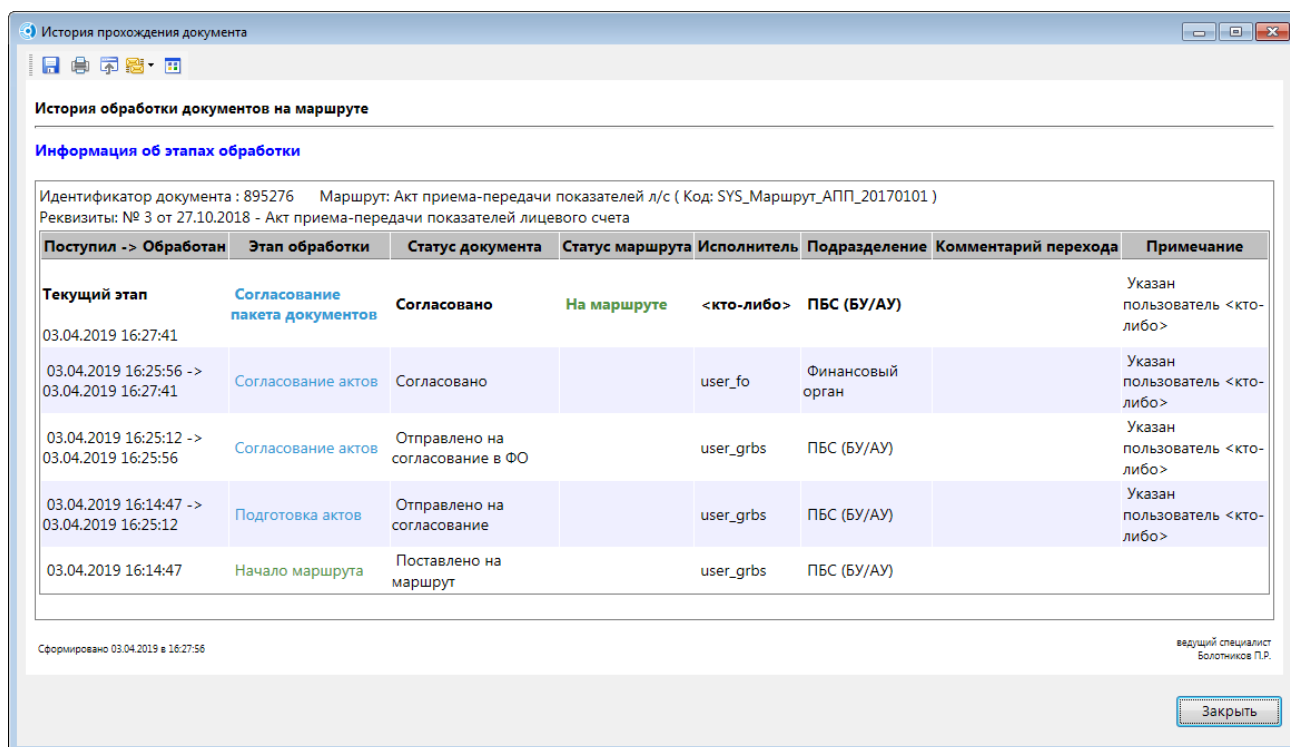 История прохождения документа
История обработки документов на маршруте
Информация об этапах обработки
Идентификатор документа : 895276 Маршрут: Акт приема-передачи показателей л/с ( Код: SYS_Маршрут_АПП_20170101 )
Реквизиты: № 3 от 27.10.2018 - Акт приема-передачи показателей лицевого счета
Поступил -> Обработан Этап обработки Статус документа Статус маршрута Исполнитель Подразделение Комментарий перехода Примечание
Текущий этап
03.04.2019 16:27:41
Согласование
пакета документов
Согласовано
На маршруте
<кто-либо>
ПБС (БУ/АУ)
Указан
пользователь <кто-
либо>
03.04.2019 16:25:56 ->
03.04.2019 16:27:41
Согласование актов
Согласовано
user_fo
Финансовый
орган
Указан
пользователь <кто-
либо>
03.04.2019 16:25:12 ->
03.04.2019 16:25:56
Согласование актов
Отправлено на
согласование в ФО
user_grbs
ПБС (БУ/АУ)
Указан
пользователь <кто-
либо>
03.04.2019 16:14:47 ->
03.04.2019 16:25:12
Подготовка актов
Отправлено на
согласование
user_grbs
ПБС (БУ/АУ)
Указан
пользователь <кто-
либо>
03.04.2019 16:14:47
Начало маршрута
Поставлено на
маршрут
user_grbs
ПБС (БУ/АУ)
Сформировано 03.04.2019 в 16:27:56
ведущий специалист
Болотников П.Р.
Закрыть